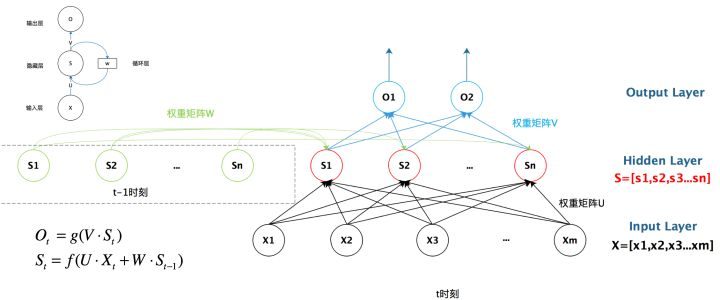 输出层
O
V
隐藏层
S
w
循环层
U
输入层
X
O1
O2
Output Layer
权重矩阵W
权重矩阵V
S1
S2
...
Sn
S1
S2
...
Sn
Hidden Layer
S=[s1,s2,s3...sn]
t-1时刻
权重矩阵U
X1
X2
X3
...
Xm
Input Layer
X=[x1,x2,x3...xm]
Oₜ = g(V·Sₜ)
Sₜ = f(U·Xₜ + W·Sₜ₋₁)
t时刻